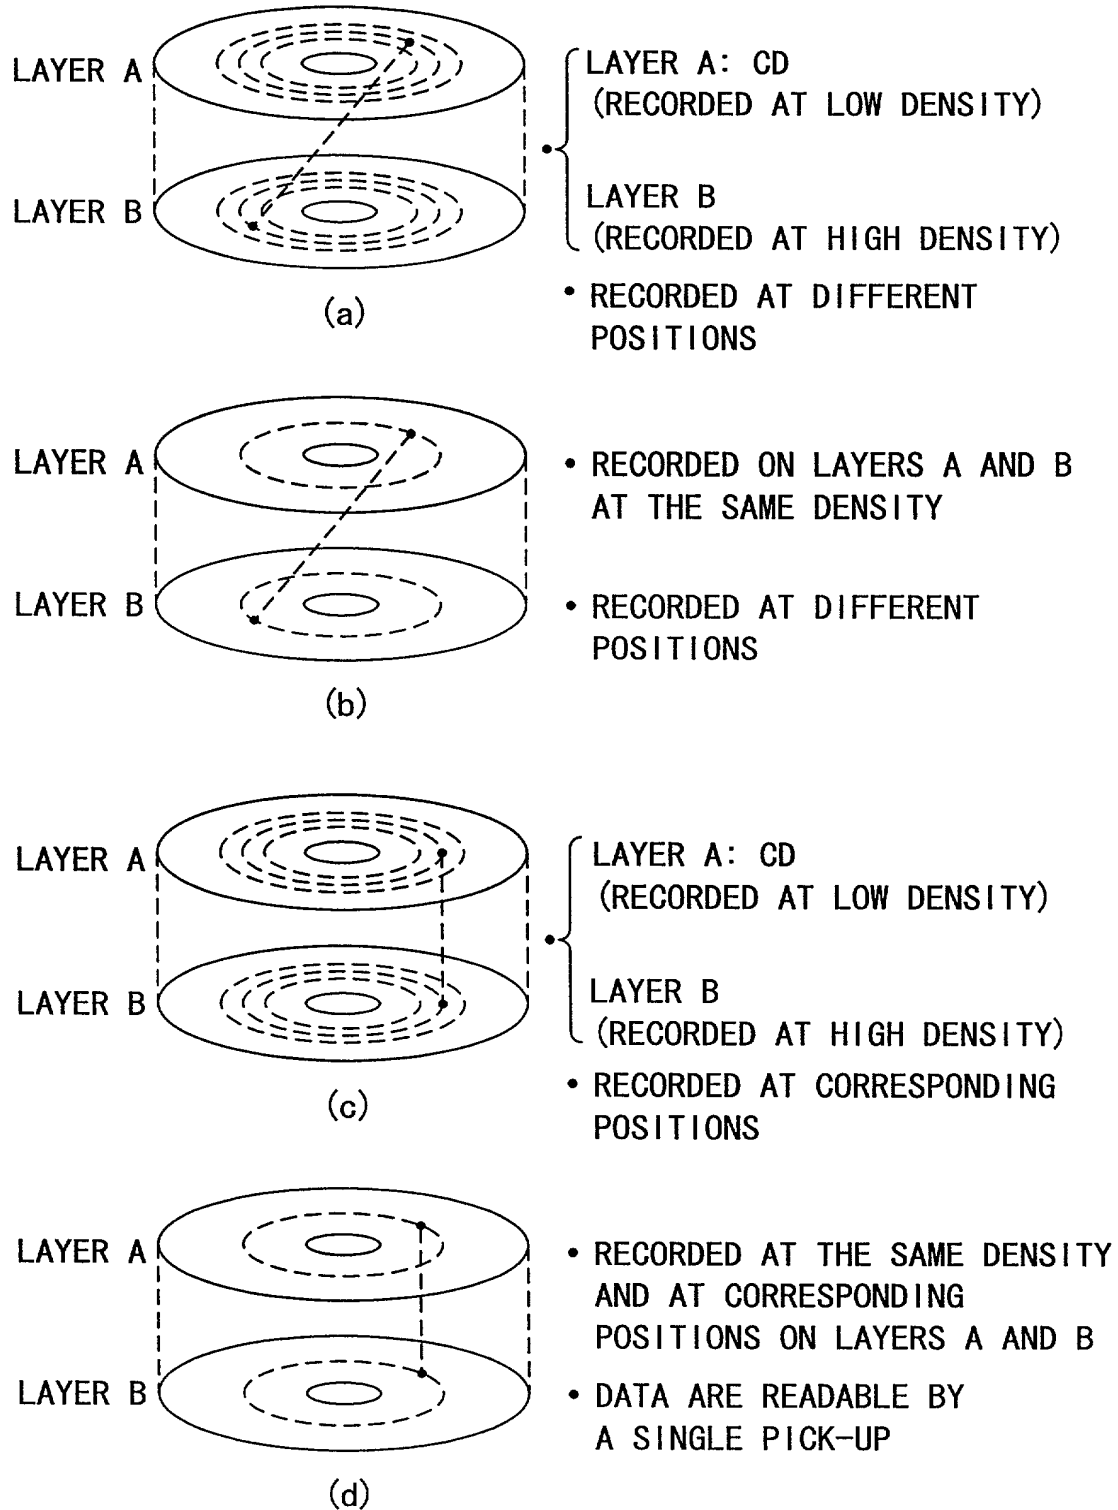 LAYER A
LAYER A: CD
(RECORDED AT LOW DENSITY)
LAYER B
LAYER B
(RECORDED AT HIGH DENSITY)
(a)
• RECORDED AT DIFFERENT
POSITIONS
LAYER A
• RECORDED ON LAYERS A AND B
AT THE SAME DENSITY
LAYER B
• RECORDED AT DIFFERENT
POSITIONS
(b)
LAYER A
LAYER A: CD
(RECORDED AT LOW DENSITY)
LAYER B
LAYER B
(RECORDED AT HIGH DENSITY)
(c)
• RECORDED AT CORRESPONDING
POSITIONS
LAYER A
• RECORDED AT THE SAME DENSITY
AND AT CORRESPONDING
POSITIONS ON LAYERS A AND B
LAYER B
• DATA ARE READABLE BY
A SINGLE PICK-UP
(d)